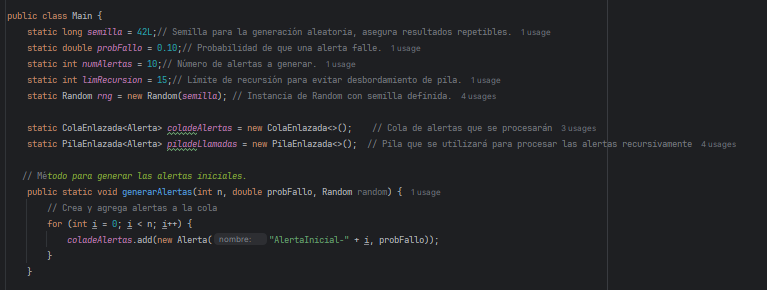 public class Main {
static long semilla = 42L;// Semilla para la generación aleatoria, asegura resultados repetibles. 1 usage
static double probFallo = 0.10;// Probabilidad de que una alerta falle. 1 usage
static int numAlertas = 10;// Número de alertas a generar. 1 usage
static int limRecursion = 15;// Límite de recursión para evitar desbordamiento de pila. 1 usage
static Random rng = new Random(semilla); // Instancia de Random con semilla definida. 4 usages
static ColaEnlazada<Alerta> coladeAlertas = new ColaEnlazada<>(); // Cola de alertas que se procesarán 3 usages
static PilaEnlazada<Alerta> piladeLlamadas = new PilaEnlazada<>(); // Pila que se utilizará para procesar las alertas recursivamente 4 usages
// Método para generar las alertas iniciales.
public static void generarAlertas(int n, double probFallo, Random random) { 1 usage
// Crea y agrega alertas a la cola
for (int i = 0; i < n; i++) {
coladeAlertas.add(new Alerta( nombre: "AlertaInicial-" + i, probFallo));
}
}